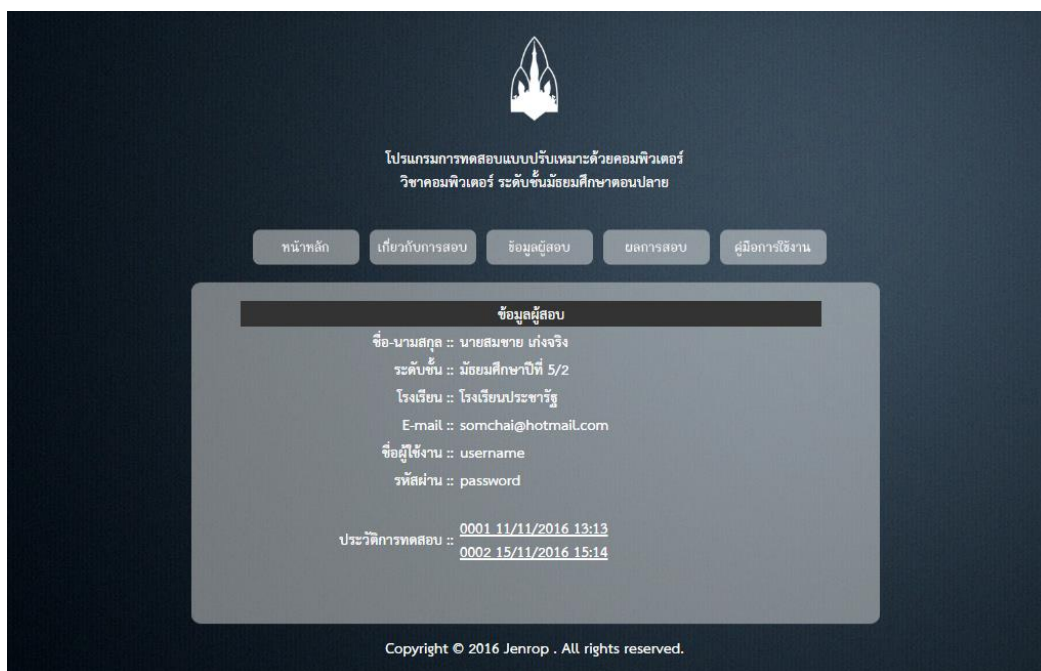 โปรแกรมการทดสอบแบบปรับเหมาะด้วยคอมพิวเตอร์
วิชาคอมพิวเตอร์ ระดับชั้นมัธยมศึกษาตอนปลาย
หน้าหลัก เกี่ยวกับการสอบ ข้อมูลผู้สอบ ผลการสอบ คู่มือการใช้งาน
ข้อมูลผู้สอบ
ชื่อ-นามสกุล :: นายสมชาย เก่งจริง
ระดับชั้น :: มัธยมศึกษาปีที่ 5/2
โรงเรียน :: โรงเรียนประชารัฐ
E-mail :: somchai@hotmail.com
ชื่อผู้ใช้งาน :: username
รหัสผ่าน :: password
ประวัติการทดสอบ :: 0001 11/11/2016 13:13
0002 15/11/2016 15:14
Copyright © 2016 Jenrop . All rights reserved.